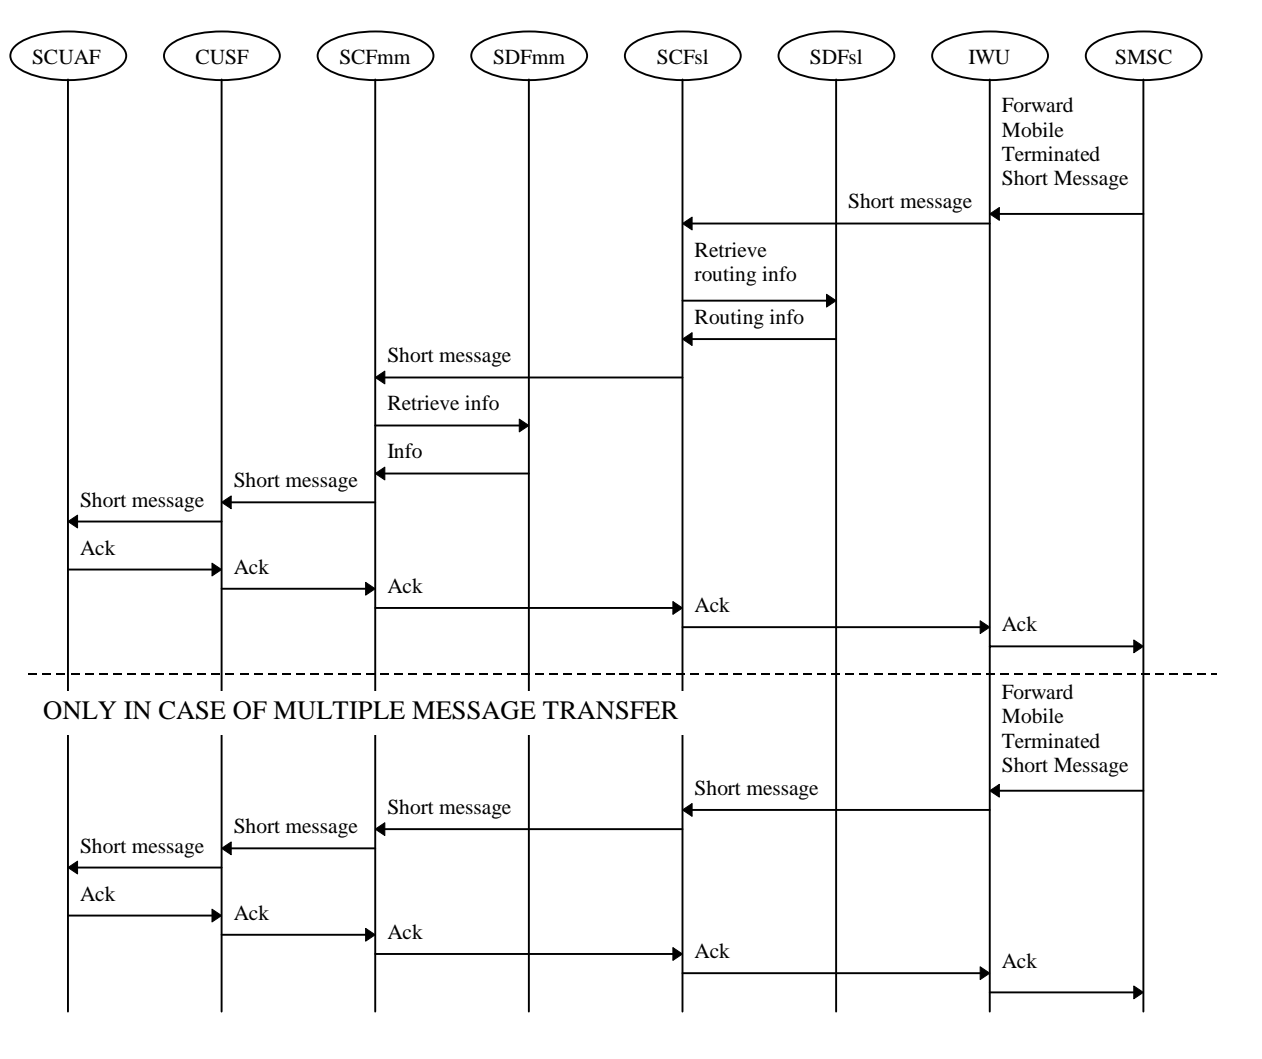 SCUAF
CUSF
SCFmm
SDFmm
SCFsl
SDFsl
IWU
SMSC
Forward
Mobile
Terminated
Short Message
Short message
Retrieve
routing info
Routing info
Short message
Retrieve info
Info
Short message
Short message
Ack
Ack
Ack
Ack
Ack
ONLY IN CASE OF MULTIPLE MESSAGE TRANSFER
Forward
Mobile
Terminated
Short Message
Short message
Short message
Short message
Short message
Ack
Ack
Ack
Ack
Ack